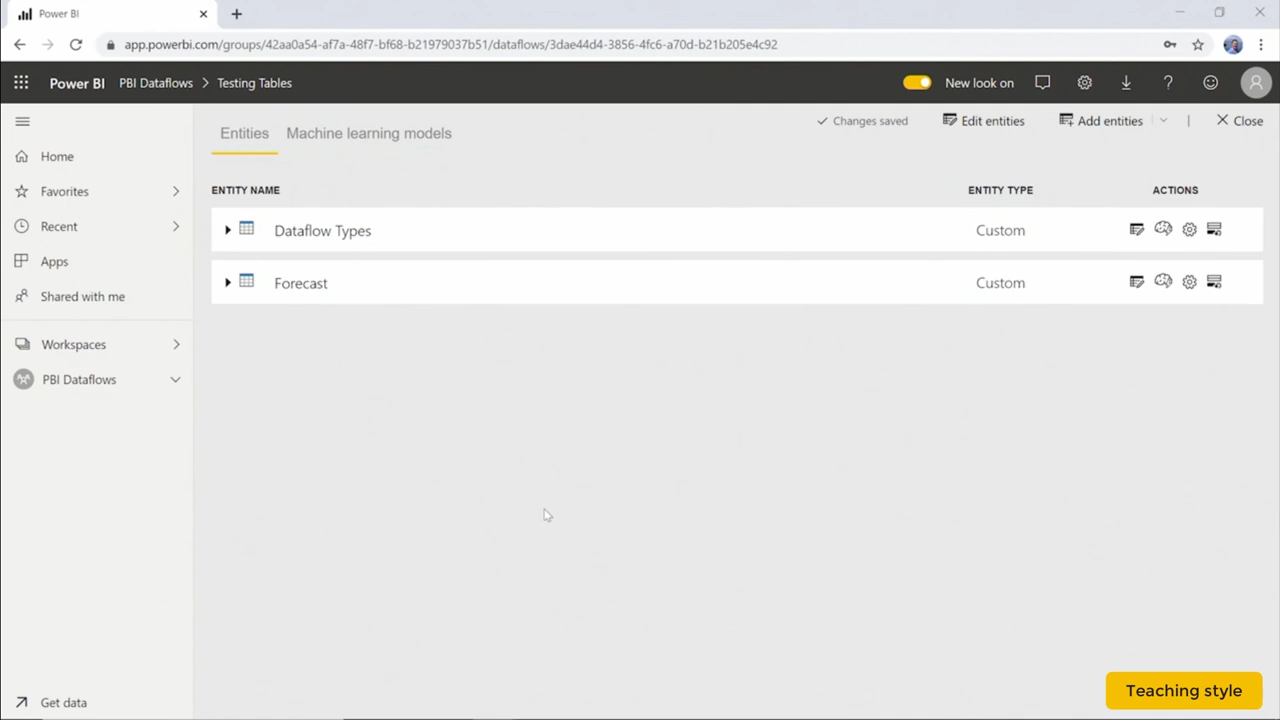 Power BI
app.powerbi.com/groups/42aa0a54-af7a-48f7-bf68-b21979037b51/dataflows/3dae44d4-3856-4fc6-a70d-b21b205e4c92
Power BI PBI Dataflows Testing Tables New look on
Entities Machine learning models Changes saved Edit entities Add entities Close
Home
Favorites
Recent
Apps
Shared with me
Workspaces
PBI Dataflows
Get data
ENTITY NAME ENTITY TYPE ACTIONS
Dataflow Types Custom
Forecast Custom
Teaching style